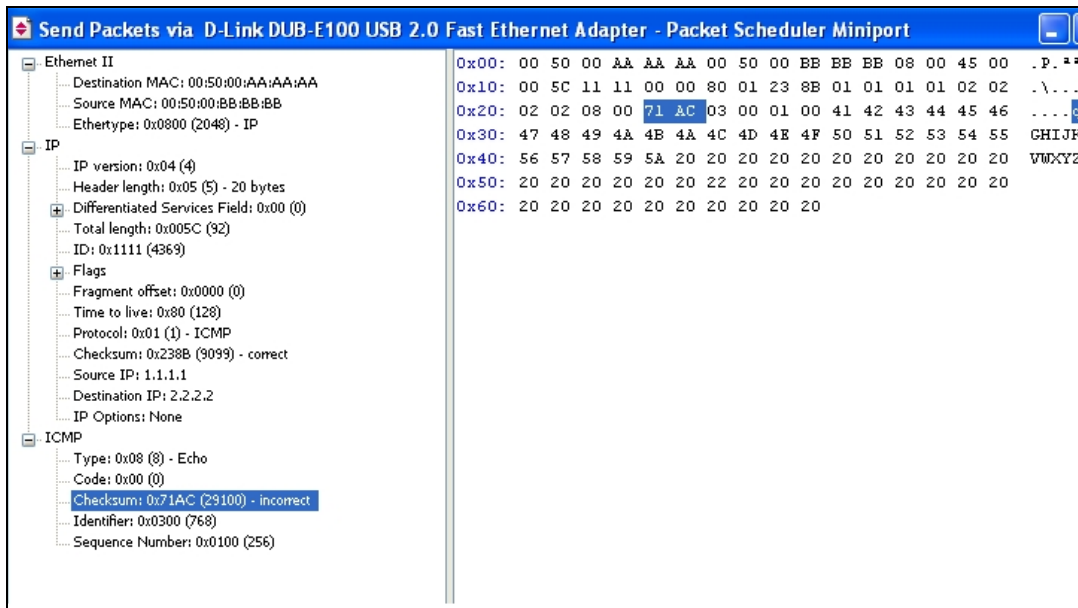 Send Packets via D-Link DUB-E100 USB 2.0 Fast Ethernet Adapter - Packet Scheduler Miniport
Ethernet II
Destination MAC: 00:50:00:AA:AA:AA
Source MAC: 00:50:00:BB:BB:BB
Ethertype: 0x0800 (2048) - IP
IP
IP version: 0x04 (4)
Header length: 0x05 (5) - 20 bytes
Differentiated Services Field: 0x00 (0)
Total length: 0x005C (92)
ID: 0x1111 (4369)
Flags
Fragment offset: 0x0000 (0)
Time to live: 0x80 (128)
Protocol: 0x01 (1) - ICMP
Checksum: 0x238B (9099) - correct
Source IP: 1.1.1.1
Destination IP: 2.2.2.2
IP Options: None
ICMP
Type: 0x08 (8) - Echo
Code: 0x00 (0)
Checksum: 0x71AC (29100) - incorrect
Identifier: 0x0300 (768)
Sequence Number: 0x0100 (256)
0x00: 00 50 00 AA AA AA 00 50 00 BB BB BB 08 00 45 00 .P.ªª
0x10: 00 5C 11 11 00 00 80 01 23 8B 01 01 01 01 02 02 .\...
0x20: 02 02 08 00 71 AC 03 00 01 00 41 42 43 44 45 46 ....
0x30: 47 48 49 4A 4B 4A 4C 4D 4E 4F 50 51 52 53 54 55 GHIJK
0x40: 56 57 58 59 5A 20 20 20 20 20 20 20 20 20 20 20 VWXYZ
0x50: 20 20 20 20 20 20 22 20 20 20 20 20 20 20 20 20
0x60: 20 20 20 20 20 20 20 20 20 20